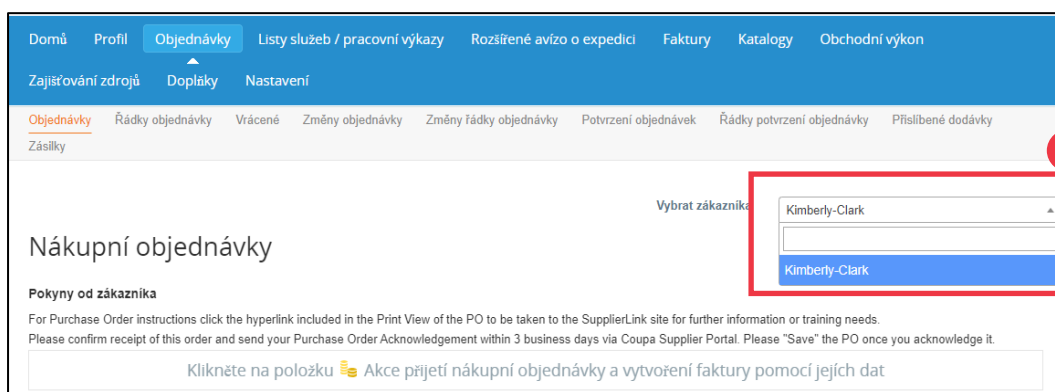 Domů Profil Objednávky Listy služeb / pracovní výkazy Rozšířené avízo o expedici Faktury Katalogy Obchodní výkon
Zajišťování zdrojů Doplňky Nastavení
Objednávky Řádky objednávky Vrácené Změny objednávky Změny řádky objednávky Potvrzení objednávek Řádky potvrzení objednávky Přislíbené dodávky
Zásilky
Vybrat zákazníka Kimberly-Clark
Kimberly-Clark
Nákupní objednávky
Pokyny od zákazníka
For Purchase Order instructions click the hyperlink included in the Print View of the PO to be taken to the SupplierLink site for further information or training needs.
Please confirm receipt of this order and send your Purchase Order Acknowledgement within 3 business days via Coupa Supplier Portal. Please "Save" the PO once you acknowledge it.
Klikněte na položku Akce přijetí nákupní objednávky a vytvoření faktury pomocí jejích dat